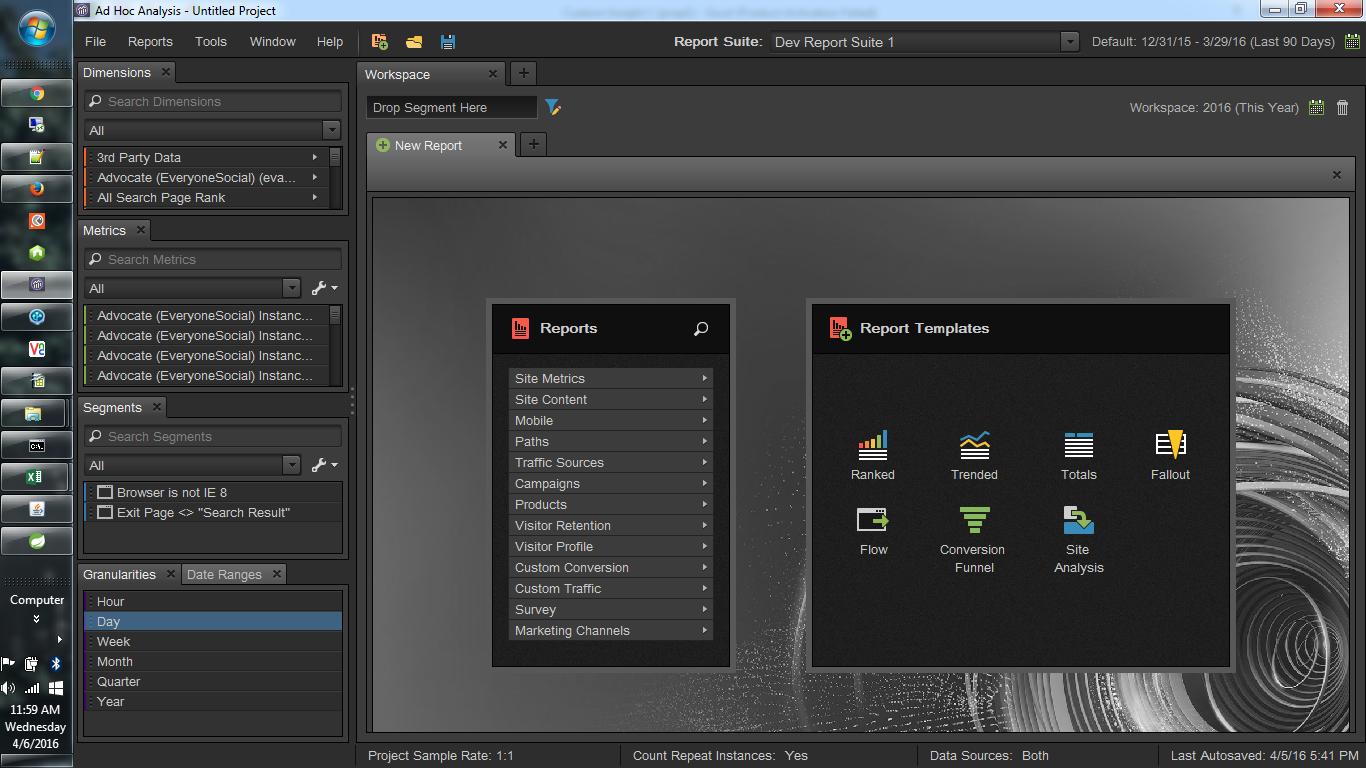 Ad Hoc Analysis - Untitled Project
File Reports Tools Window Help
Report Suite: Dev Report Suite 1
Default: 12/31/15 - 3/29/16 (Last 90 Days)
Dimensions
Search Dimensions
All
3rd Party Data
Advocate (EveryoneSocial) (eva...
All Search Page Rank
Metrics
Search Metrics
All
Advocate (EveryoneSocial) Instanc...
Advocate (EveryoneSocial) Instanc...
Advocate (EveryoneSocial) Instanc...
Advocate (EveryoneSocial) Instanc...
Segments
Search Segments
All
Browser is not IE 8
Exit Page <> "Search Result"
Granularities Date Ranges
Hour
Day
Week
Month
Quarter
Year
Workspace
Drop Segment Here
Workspace: 2016 (This Year)
New Report
Reports
Site Metrics
Site Content
Mobile
Paths
Traffic Sources
Campaigns
Products
Visitor Retention
Visitor Profile
Custom Conversion
Custom Traffic
Survey
Marketing Channels
Report Templates
Ranked
Trended
Totals
Fallout
Flow
Conversion
Funnel
Site
Analysis
Project Sample Rate: 1:1
Count Repeat Instances: Yes
Data Sources: Both
Last Autosaved: 4/5/16 5:41 PM
Computer
11:59 AM
Wednesday
4/6/2016